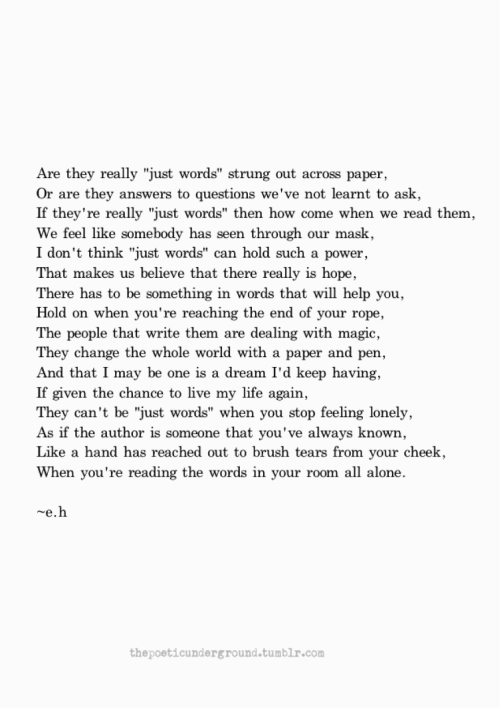 Are they really "just words" strung out across paper,
Or are they answers to questions we've not learnt to ask,
If they're really "just words" then how come when we read them,
We feel like somebody has seen through our mask,
I don't think "just words" can hold such a power,
That makes us believe that there really is hope,
There has to be something in words that will help you,
Hold on when you're reaching the end of your rope,
The people that write them are dealing with magic,
They change the whole world with a paper and pen,
And that I may be one is a dream I'd keep having,
If given the chance to live my life again,
They can't be "just words" when you stop feeling lonely,
As if the author is someone that you've always known,
Like a hand has reached out to brush tears from your cheek,
When you're reading the words in your room all alone.
~e.h
thepoeticunderground.tumblr.com